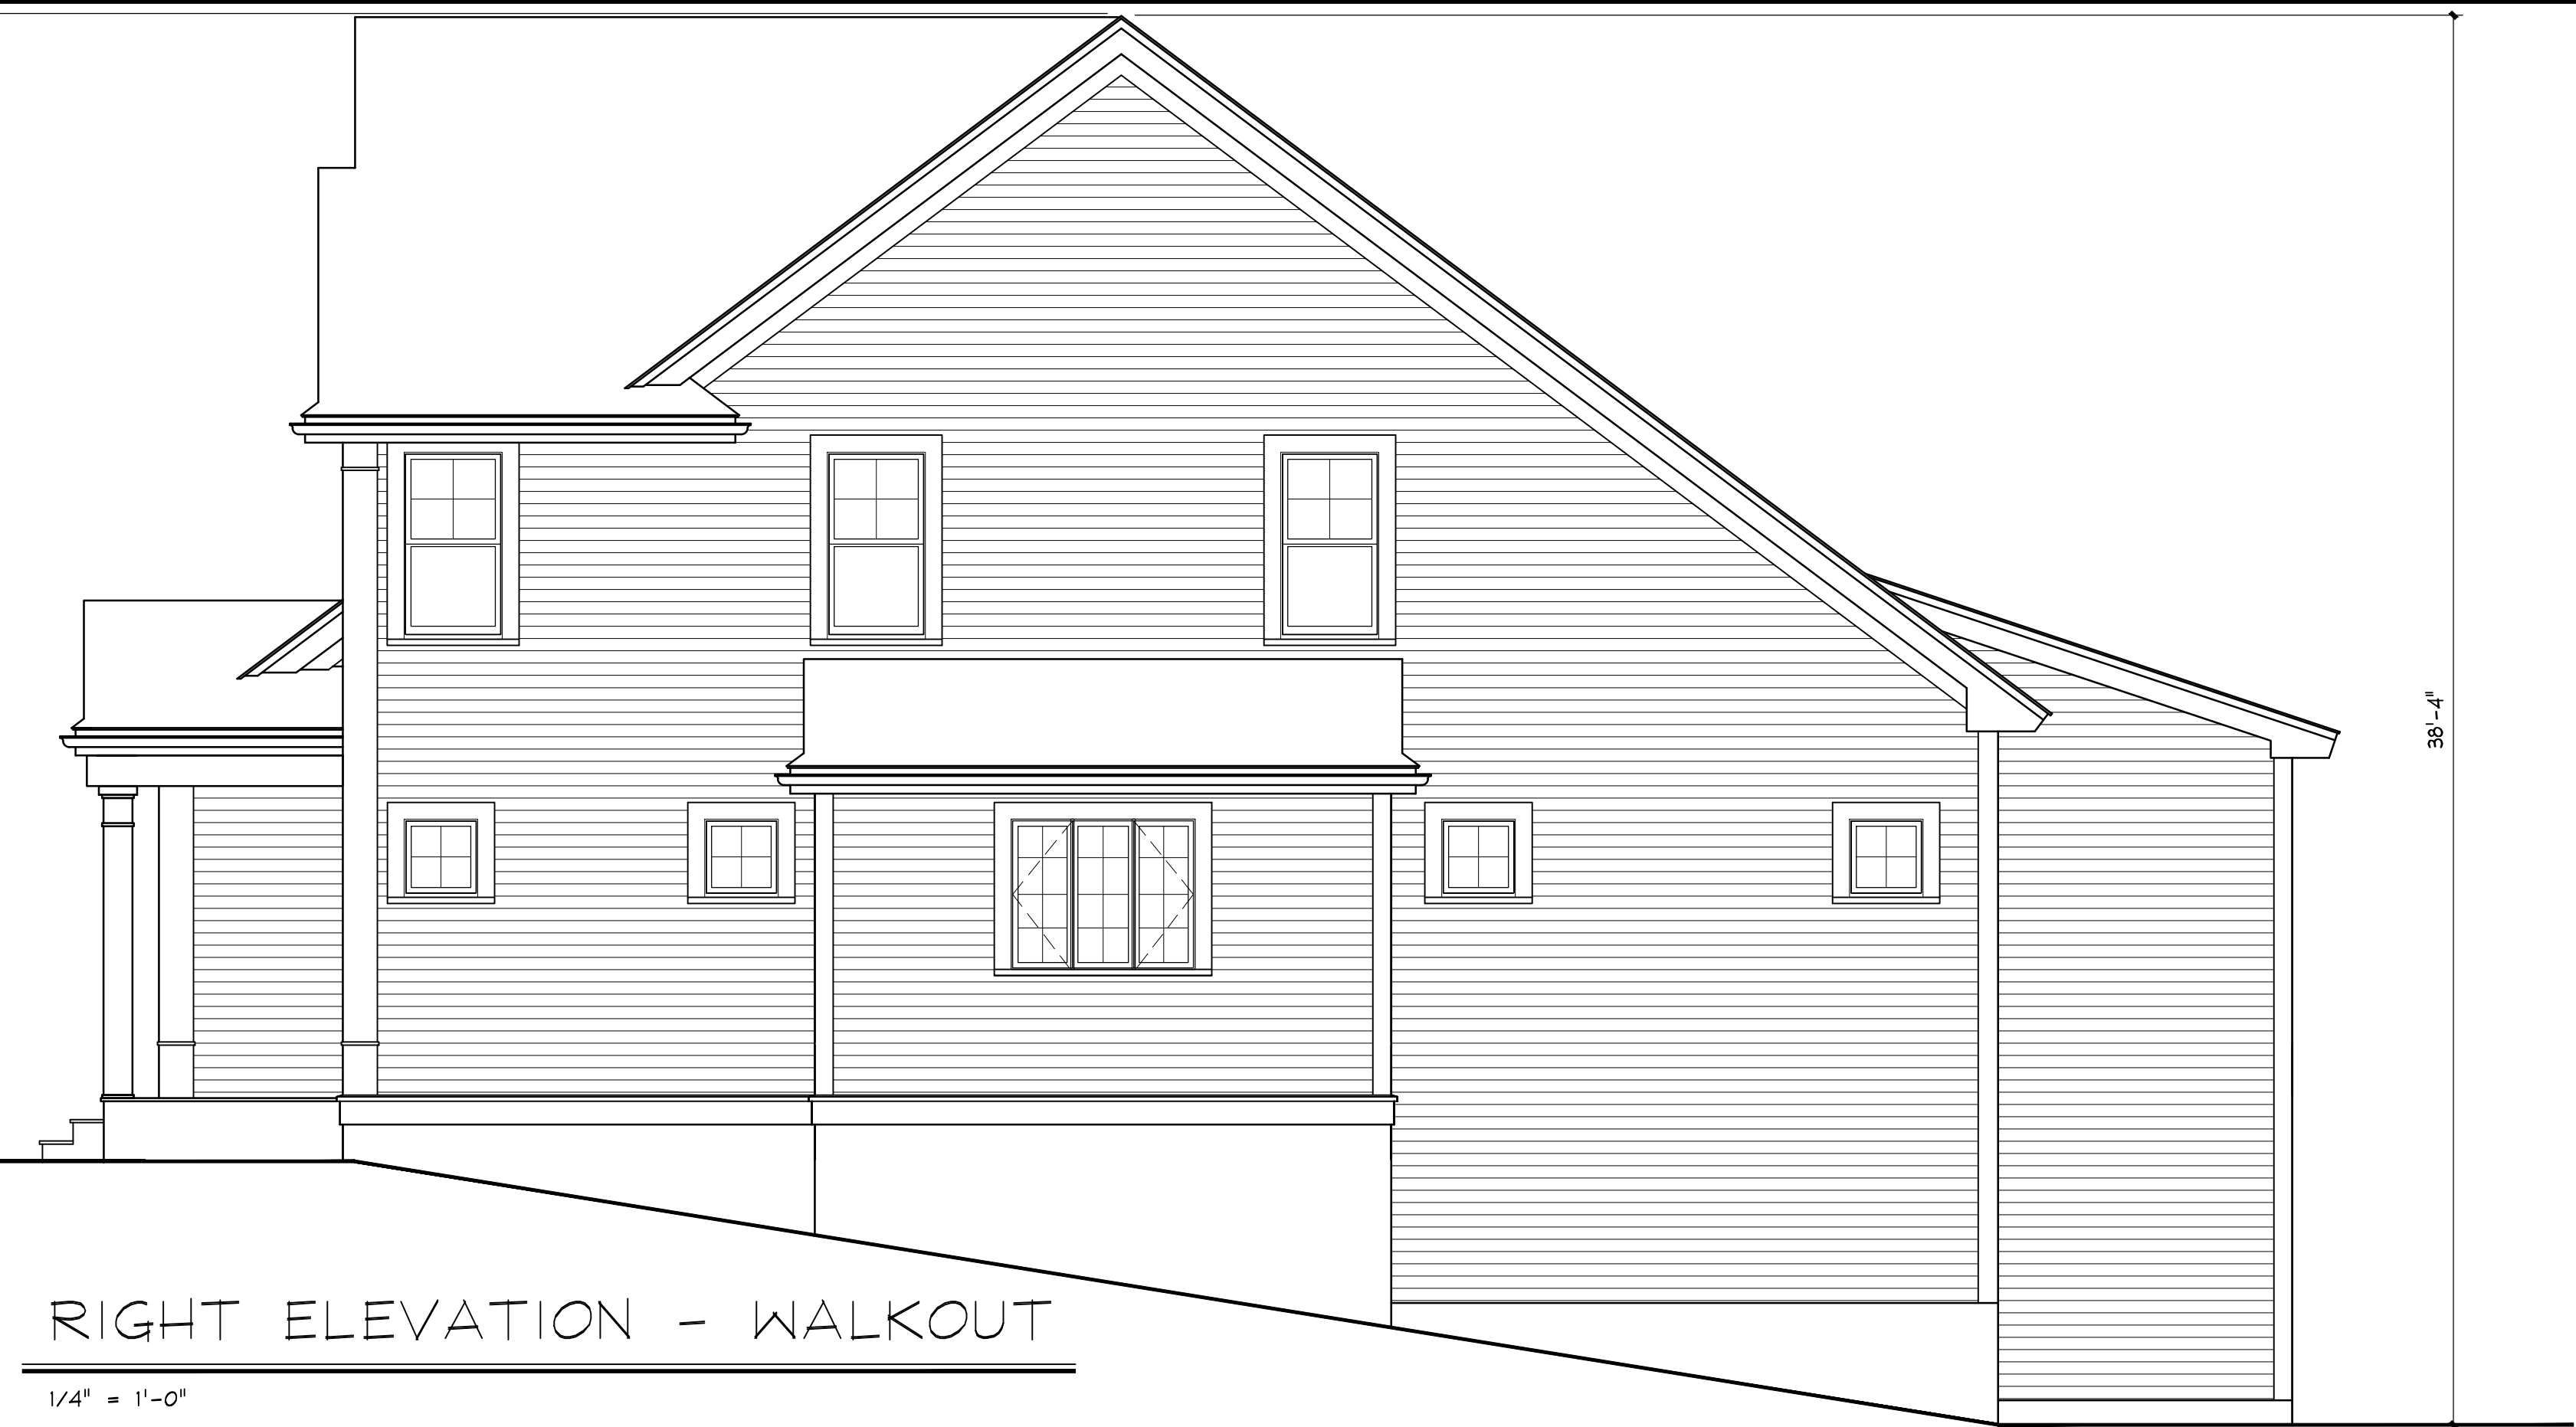 38'-4"
RIGHT ELEVATION - WALKOUT
1/4" = 1'-0"